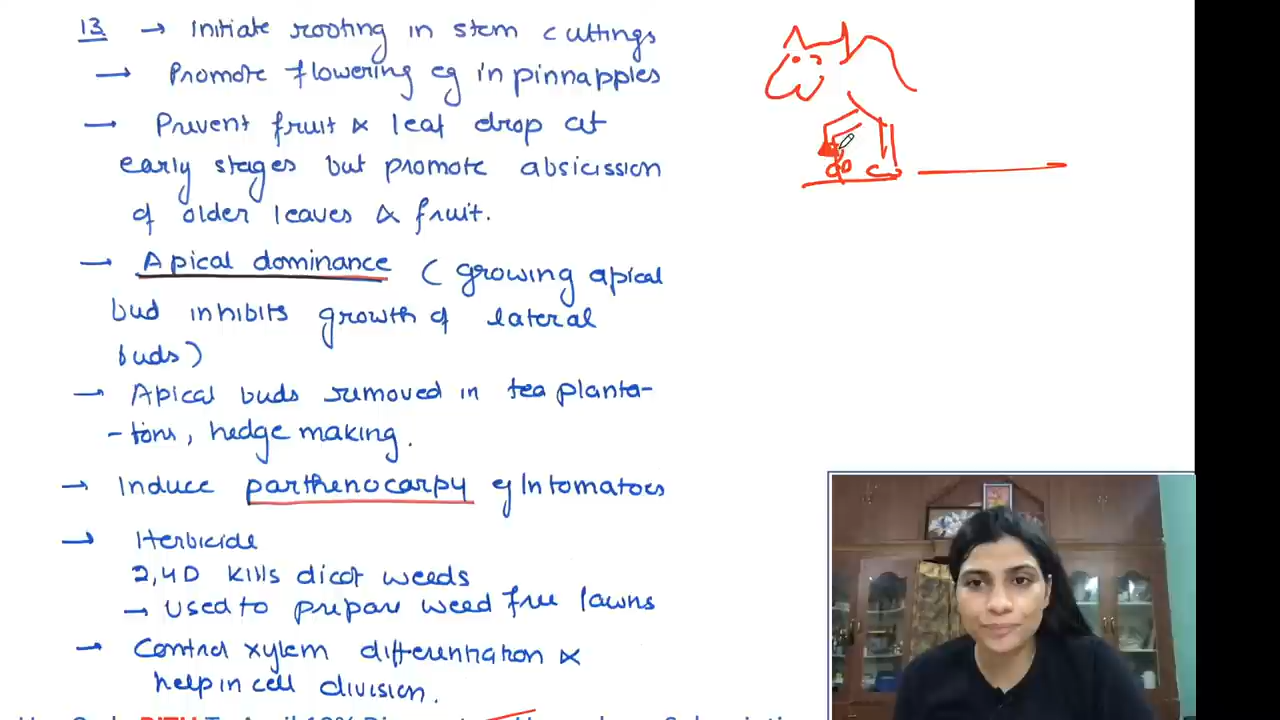 13 → Initiate rooting in stem cuttings
→ Promote flowering eg in pinnapples
→ Prevent fruit & leaf drop at
early stages but promote absicission
of older leaves & fruit.
→ Apical dominance (growing apical
bud inhibits growth of lateral
buds)
→ Apical buds removed in tea planta-
-tions, hedge making.
→ Induce parthenocarpy eg In tomatoes
→ Herbicide
2,4D kills dicot weeds
→ Used to prepare weed free lawns
→ Control xylem differentiation &
help in cell division.